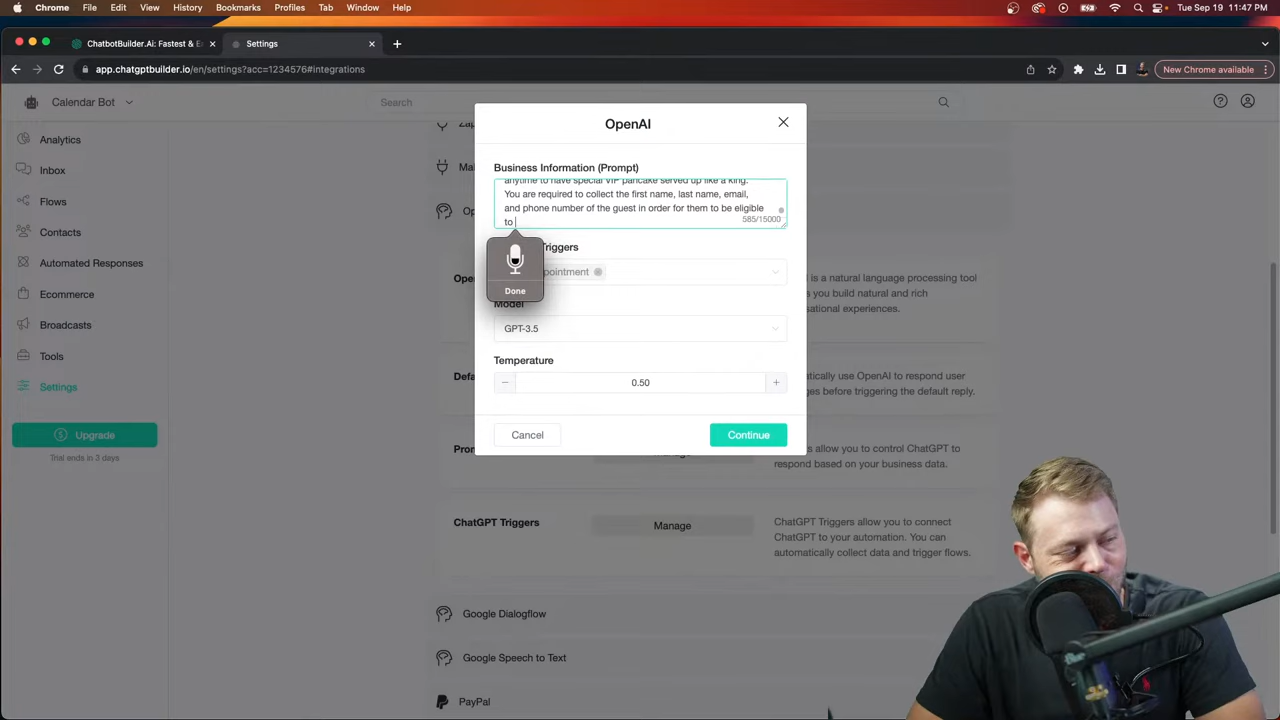 Chrome File Edit View History Bookmarks Profiles Tab Window Help Tue Sep 19 11:47 PM
ChatbotBuilder.Ai: Fastest & E
Settings
app.chatgptbuilder.io/en/settings?acc=1234576#integrations
New Chrome available
Calendar Bot
Search
Analytics
Inbox
Flows
Contacts
Automated Responses
Ecommerce
Broadcasts
Tools
Settings
Upgrade
Trial ends in 3 days
OpenAI
Business Information (Prompt)
anytime to have special VIP pancake served up like a king.
You are required to collect the first name, last name, email,
and phone number of the guest in order for them to be eligible
to
585/15000
Triggers
pointment
Done
Model
GPT-3.5
Temperature
0.50
Cancel
Continue
I is a natural language processing tool
s you build natural and rich
sational experiences.
Defa
atically use OpenAI to respond user
ages before triggering the default reply.
Pro
s allow you to control ChatGPT to
respond based on your business data.
ChatGPT Triggers
Manage
ChatGPT Triggers allow you to connect
ChatGPT to your automation. You can
automatically collect data and trigger flows.
Google Dialogflow
Google Speech to Text
PayPal